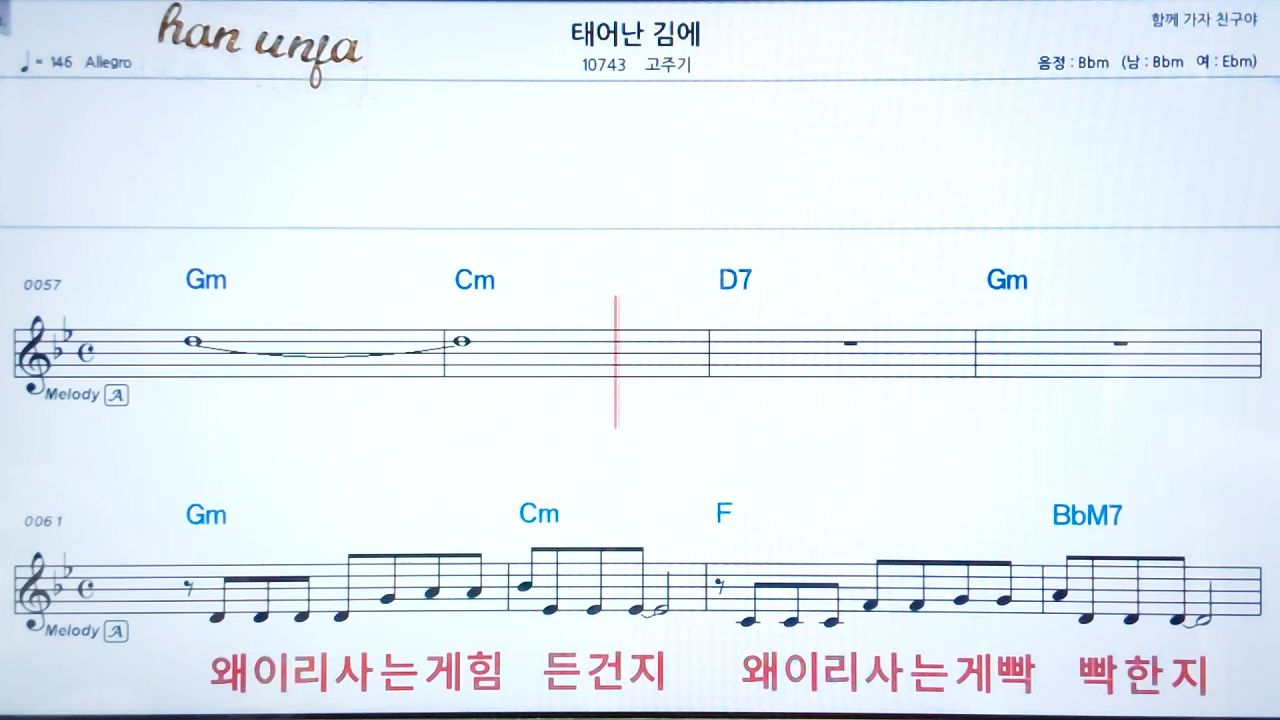 han unfa
태어난 김에
함께 가자 친구야
♩= 146 Allegro
10743 고주기
음정 : Bbm (남 : Bbm 여 : Ebm)
0057 Gm Cm D7 Gm
Melody A
0061 Gm Cm F BbM7
Melody A
왜이리사는게힘 든건지 왜이리사는게빡 빡한지